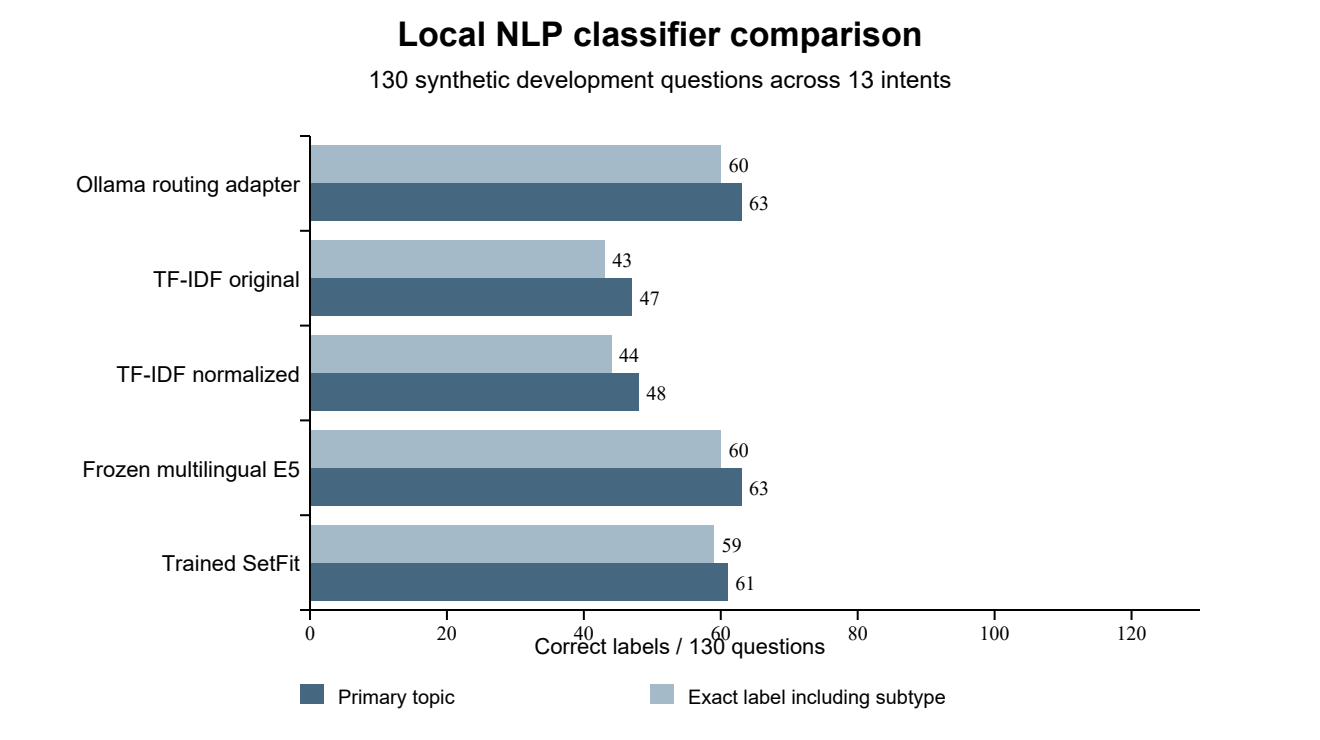 Local NLP classifier comparison
130 synthetic development questions across 13 intents
Ollama routing adapter
60
63
TF-IDF original
43
47
TF-IDF normalized
44
48
Frozen multilingual E5
60
63
Trained SetFit
59
61
0 20 40 60 80 100 120
Correct labels / 130 questions
Primary topic Exact label including subtype